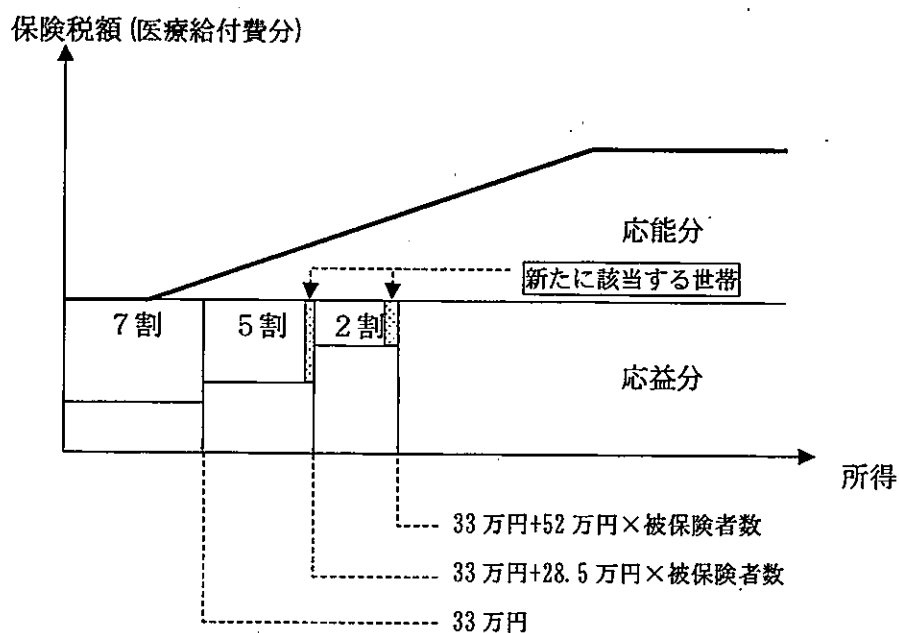 保険税額(医療給付費分)
応能分
新たに該当する世帯
7割
5割
2割
応益分
所得
33万円+52万円×被保険者数
33万円+28.5万円×被保険者数
33万円